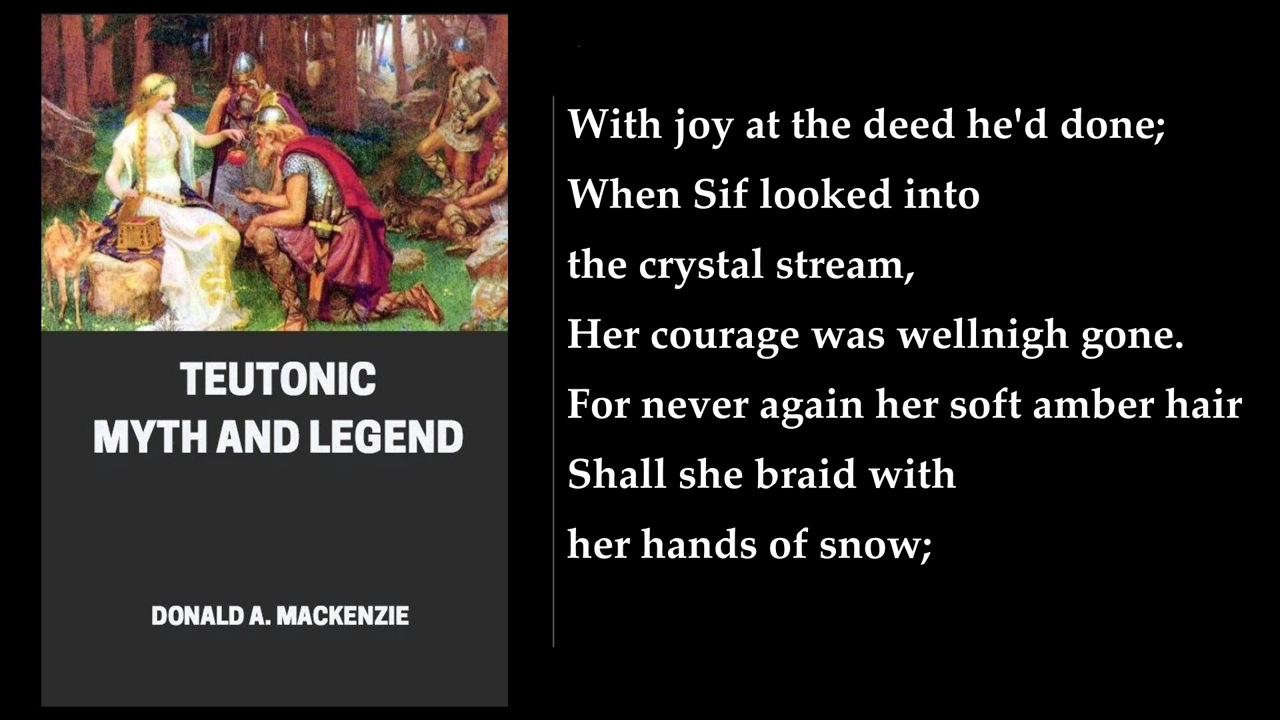 TEUTONIC
MYTH AND LEGEND
DONALD A. MACKENZIE
With joy at the deed he'd done;
When Sif looked into
the crystal stream,
Her courage was wellnigh gone.
For never again her soft amber hair
Shall she braid with
her hands of snow;